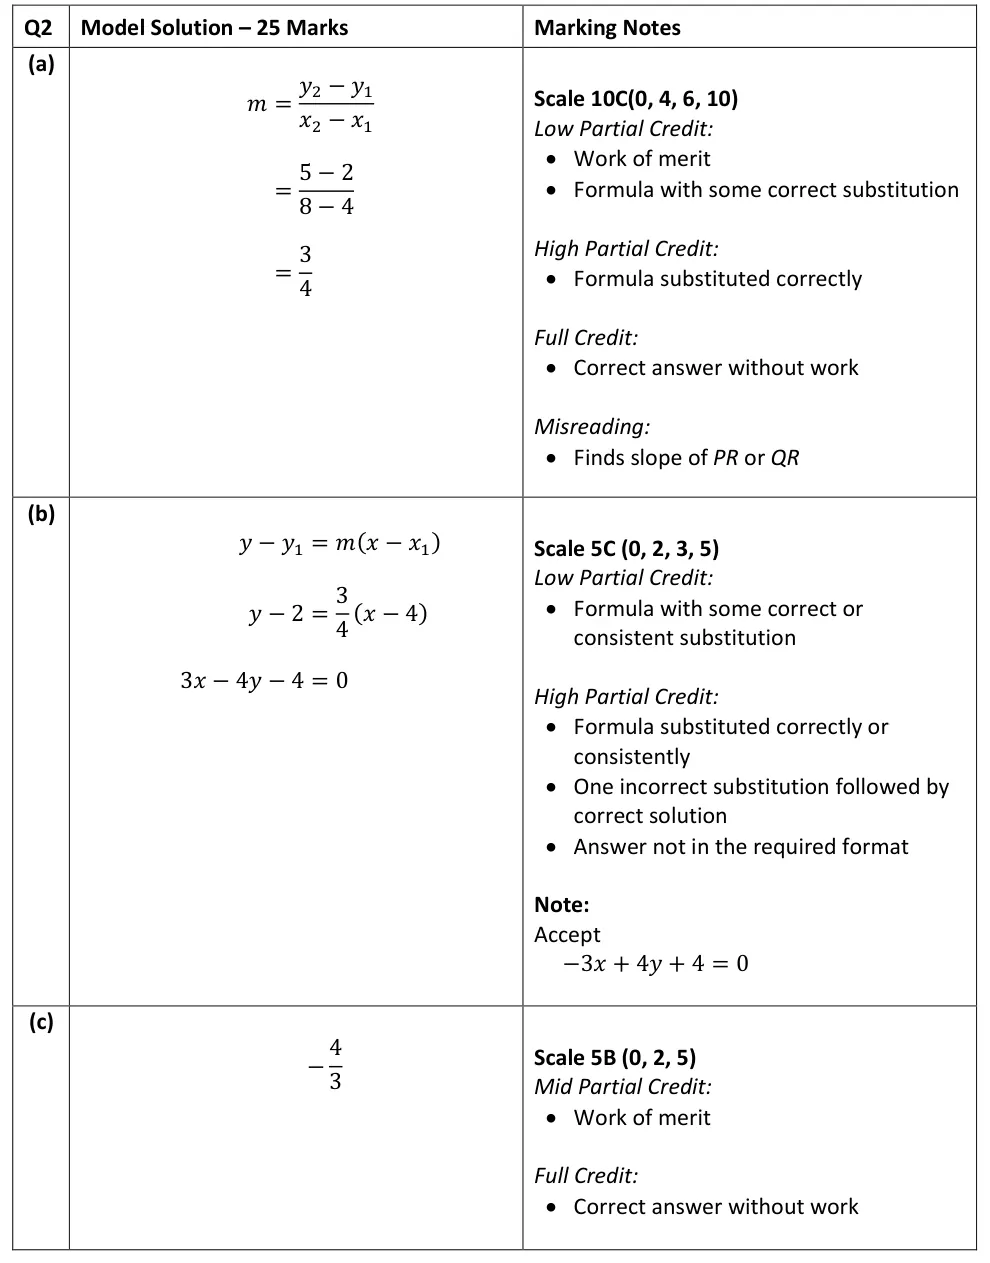 Q2 Model Solution – 25 Marks Marking Notes
(a)
m = (y₂ − y₁)/(x₂ − x₁)
= (5 − 2)/(8 − 4)
= 3/4
Scale 10C(0, 4, 6, 10)
Low Partial Credit:
• Work of merit
• Formula with some correct substitution
High Partial Credit:
• Formula substituted correctly
Full Credit:
• Correct answer without work
Misreading:
• Finds slope of PR or QR
(b)
y − y₁ = m(x − x₁)
y − 2 = 3/4 (x − 4)
3x − 4y − 4 = 0
Scale 5C (0, 2, 3, 5)
Low Partial Credit:
• Formula with some correct or
consistent substitution
High Partial Credit:
• Formula substituted correctly or
consistently
• One incorrect substitution followed by
correct solution
• Answer not in the required format
Note:
Accept
−3x + 4y + 4 = 0
(c)
− 4/3
Scale 5B (0, 2, 5)
Mid Partial Credit:
• Work of merit
Full Credit:
• Correct answer without work